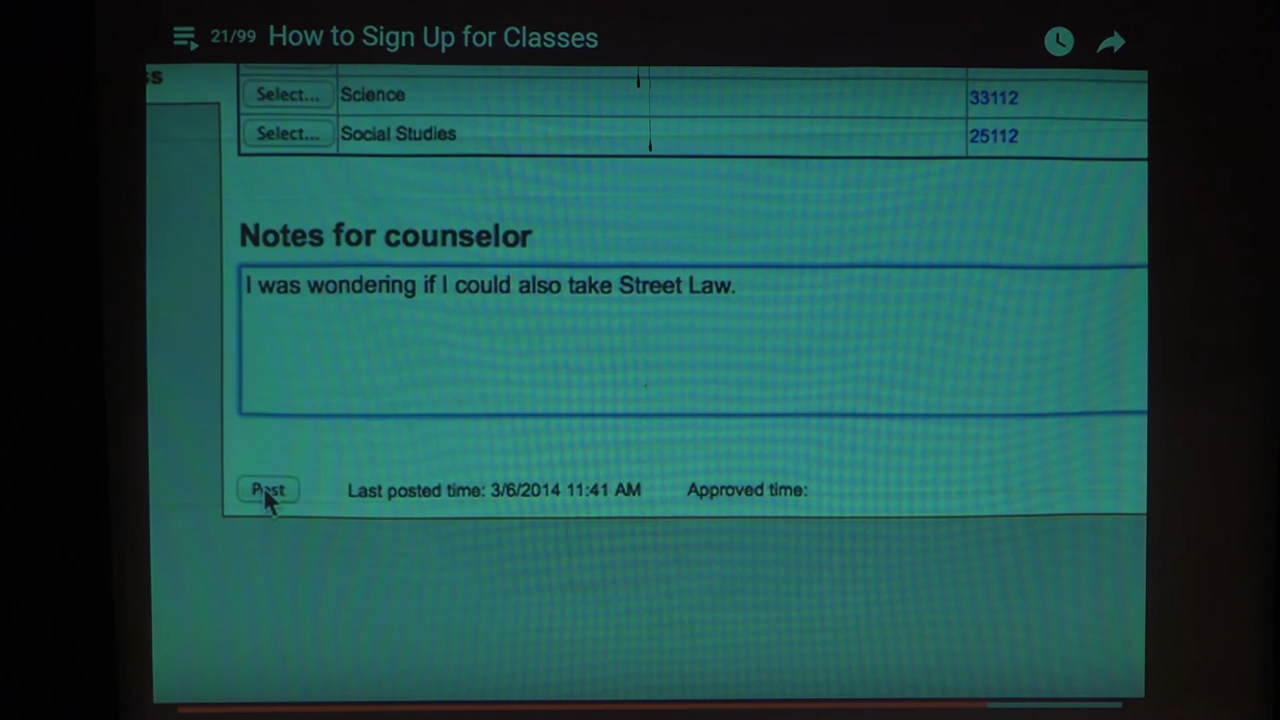 21/99 How to Sign Up for Classes
ss
Select... Science 33112
Select... Social Studies 25112
Notes for counselor
I was wondering if I could also take Street Law.
Post Last posted time: 3/6/2014 11:41 AM Approved time: